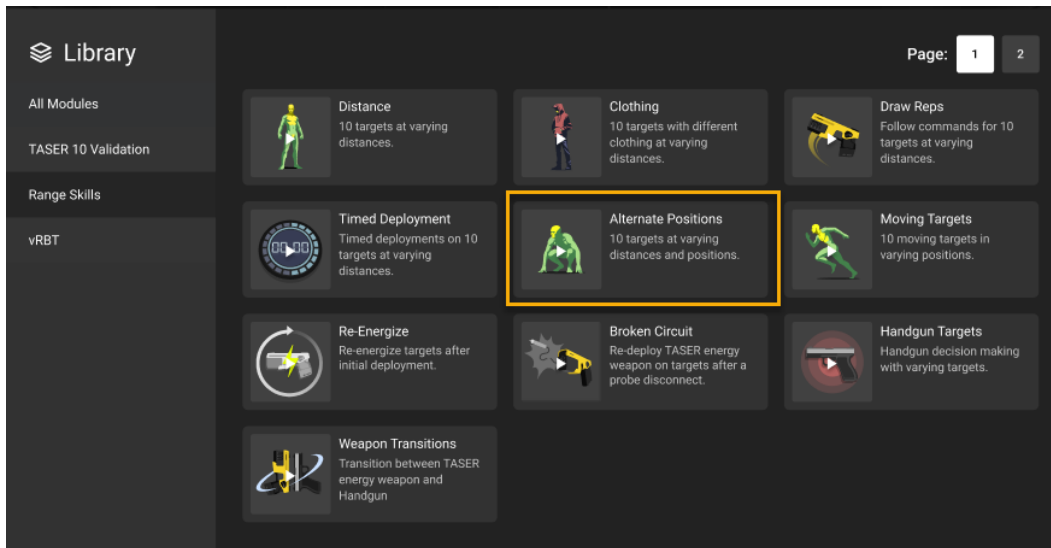 Library
Page: 1 2
All Modules
TASER 10 Validation
Range Skills
vRBT
Distance
10 targets at varying
distances.
Clothing
10 targets with different
clothing at varying
distances.
Draw Reps
Follow commands for 10
targets at varying
distances.
Timed Deployment
Timed deployments on 10
targets at varying
distances.
00:00
Alternate Positions
10 targets at varying
distances and positions.
Moving Targets
10 moving targets in
varying positions.
Re-Energize
Re-energize targets after
initial deployment.
Broken Circuit
Re-deploy TASER energy
weapon on targets after a
probe disconnect.
Handgun Targets
Handgun decision making
with varying targets.
Weapon Transitions
Transition between TASER
energy weapon and
Handgun